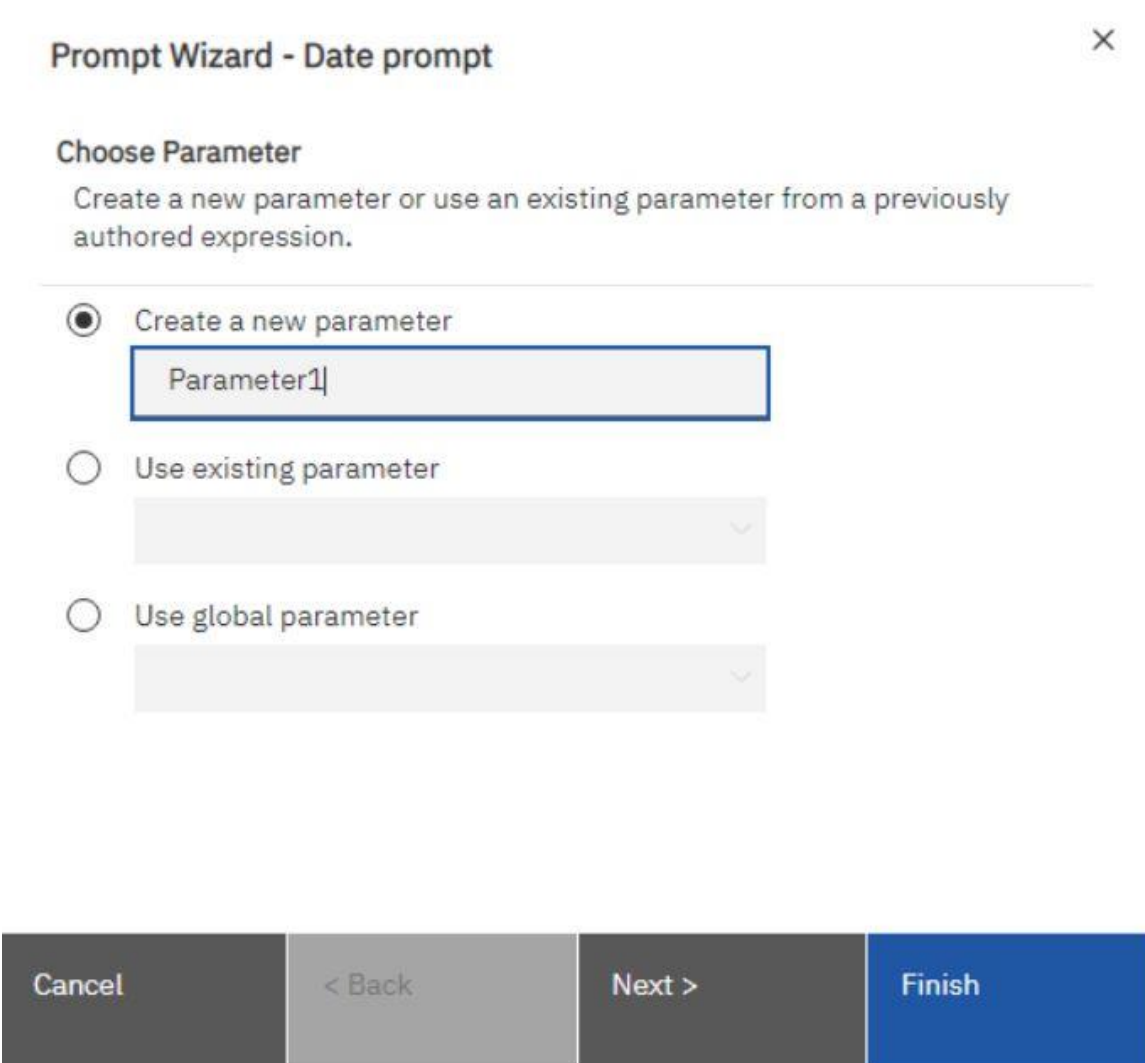 Prompt Wizard - Date prompt
Choose Parameter
Create a new parameter or use an existing parameter from a previously
authored expression.
Create a new parameter
Parameter1
Use existing parameter
Use global parameter
Cancel
< Back
Next >
Finish